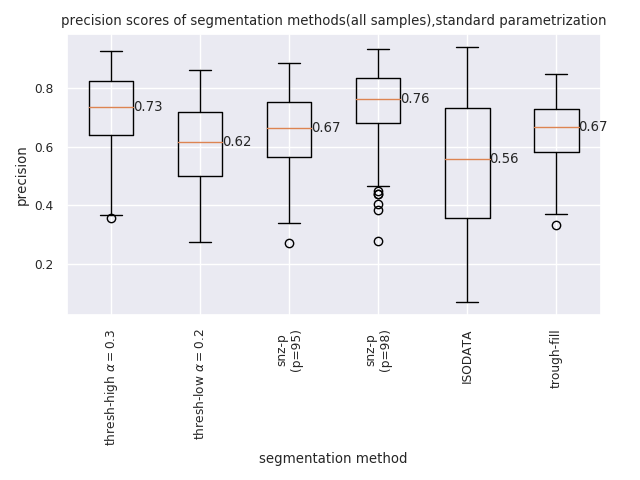 precision scores of segmentation methods(all samples),standard parametrization
precision
0.8
0.6
0.4
0.2
0.73
0.62
0.67
0.76
0.56
0.67
thresh-high α = 0.3
thresh-low α = 0.2
snz-p
(p=95)
snz-p
(p=98)
ISODATA
trough-fill
segmentation method